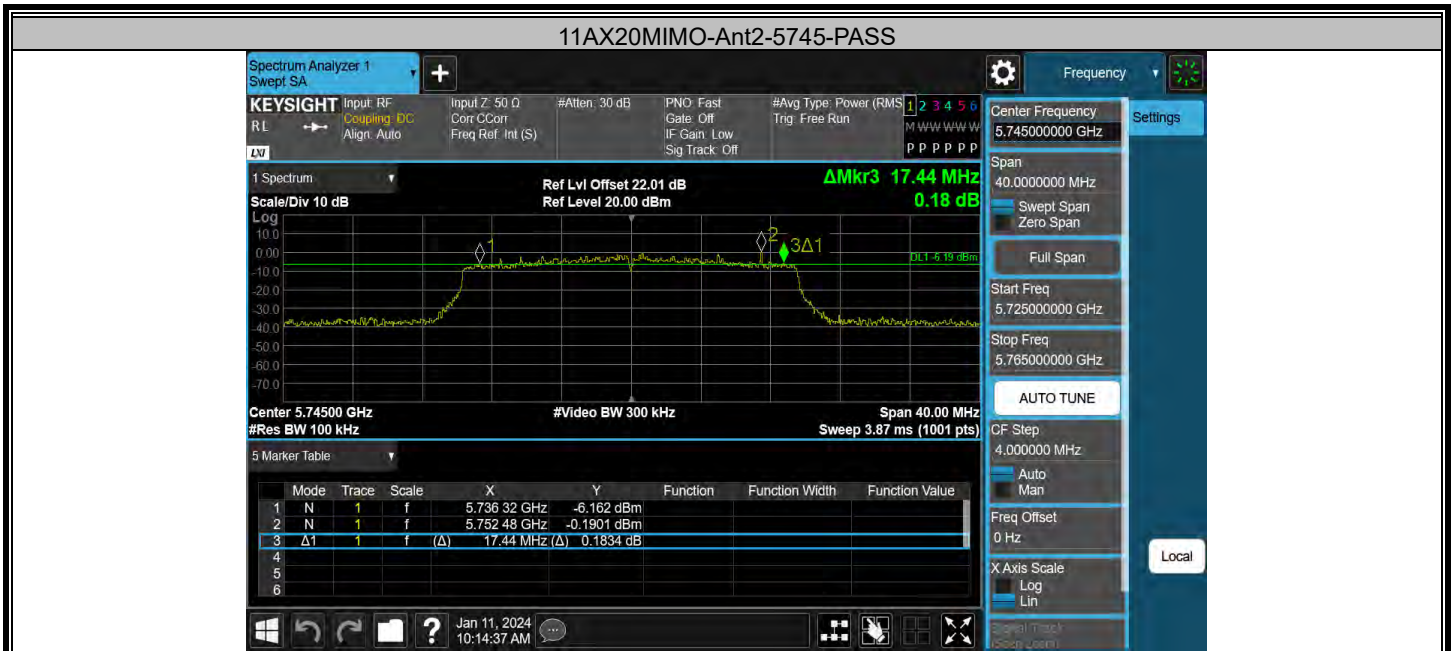 11AX20MIMO-Ant2-5745-PASS
Spectrum Analyzer 1
Swept SA
Frequency
KEYSIGHT
RL
LXI
Input: RF
Coupling: DC
Align: Auto
Input Z: 50 Ω
Corr CCorr
Freq Ref: Int (S)
#Atten: 30 dB
PNO: Fast
Gate: Off
IF Gain: Low
Sig Track: Off
#Avg Type: Power (RMS
Trig: Free Run
1 2 3 4 5 6
M W W W W W
P P P P P P
1 Spectrum
Scale/Div 10 dB
Log
Ref Lvl Offset 22.01 dB
Ref Level 20.00 dBm
ΔMkr3 17.44 MHz
0.18 dB
10.0
0.00
-10.0
-20.0
-30.0
-40.0
-50.0
-60.0
-70.0
1
2
3Δ1
DL1 -6.19 dBm
Center 5.74500 GHz
#Res BW 100 kHz
#Video BW 300 kHz
Span 40.00 MHz
Sweep 3.87 ms (1001 pts)
5 Marker Table
Mode Trace Scale X Y Function Function Width Function Value
1 N 1 f 5.736 32 GHz -6.162 dBm
2 N 1 f 5.752 48 GHz -0.1901 dBm
3 Δ1 1 f (Δ) 17.44 MHz (Δ) 0.1834 dB
4
5
6
Jan 11, 2024
10:14:37 AM
Center Frequency
5.745000000 GHz
Span
40.0000000 MHz
Swept Span
Zero Span
Full Span
Start Freq
5.725000000 GHz
Stop Freq
5.765000000 GHz
AUTO TUNE
CF Step
4.000000 MHz
Auto
Man
Freq Offset
0 Hz
X Axis Scale
Log
Lin
Signal Track
(Span Zoom)
Settings
Local